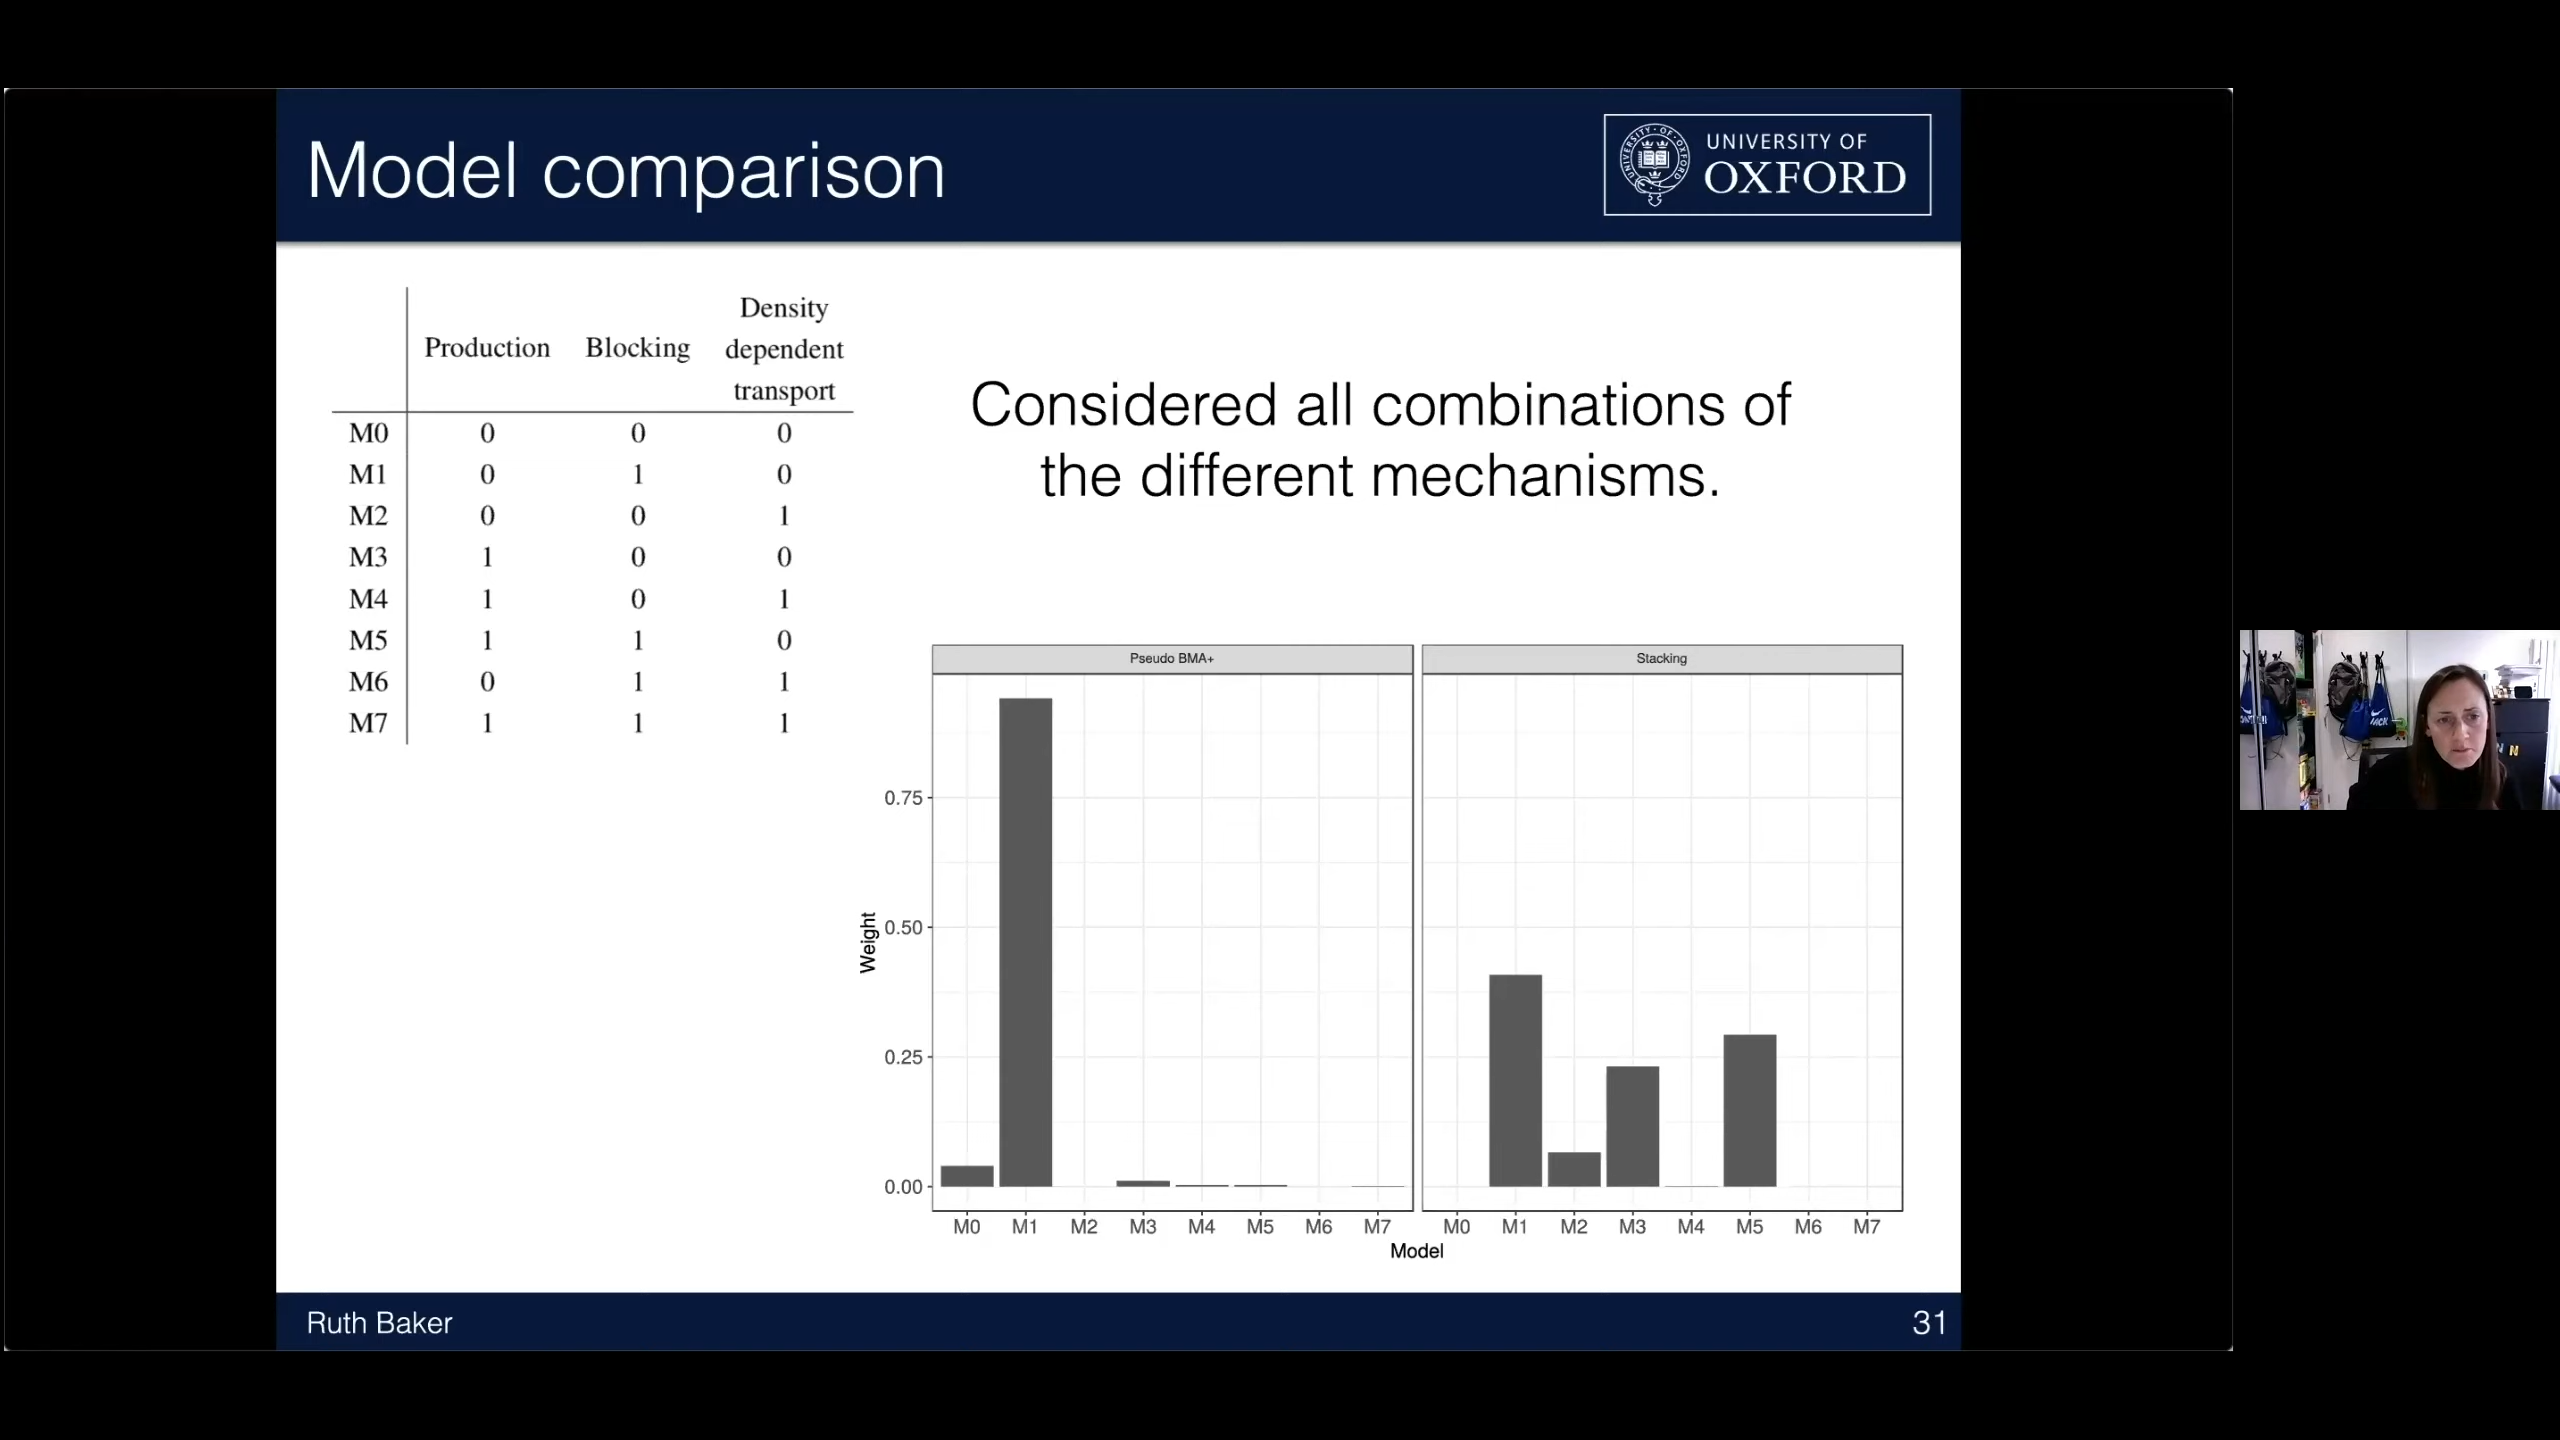 Model comparison
UNIVERSITY OF
OXFORD
Density
Production Blocking dependent
transport
M0 0 0 0
M1 0 1 0
M2 0 0 1
M3 1 0 0
M4 1 0 1
M5 1 1 0
M6 0 1 1
M7 1 1 1
Considered all combinations of
the different mechanisms.
Pseudo BMA+ Stacking
0.75
0.50
0.25
0.00
Weight
M0 M1 M2 M3 M4 M5 M6 M7 M0 M1 M2 M3 M4 M5 M6 M7
Model
Ruth Baker 31
JACK
N